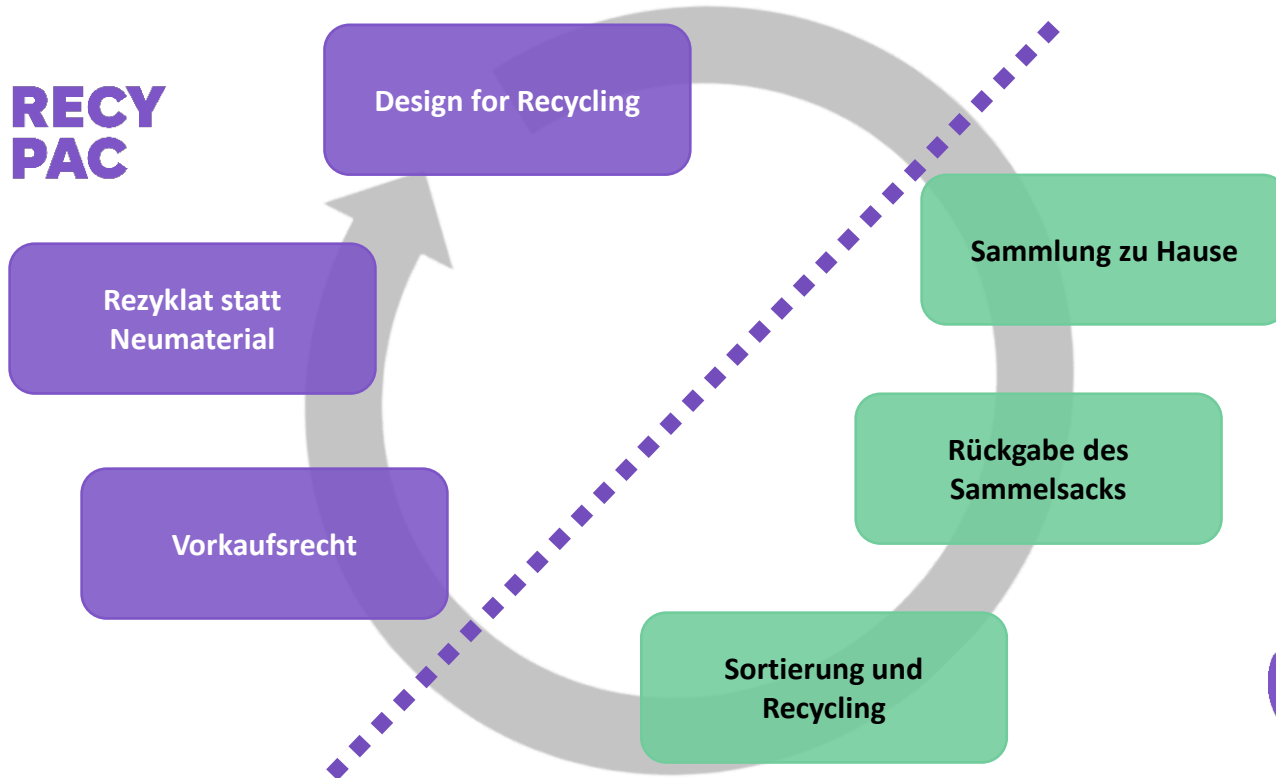 RECY
PAC
Design for Recycling
Sammlung zu Hause
Rezyklat statt
Neumaterial
Rückgabe des
Sammelsacks
Vorkaufsrecht
Sortierung und
Recycling